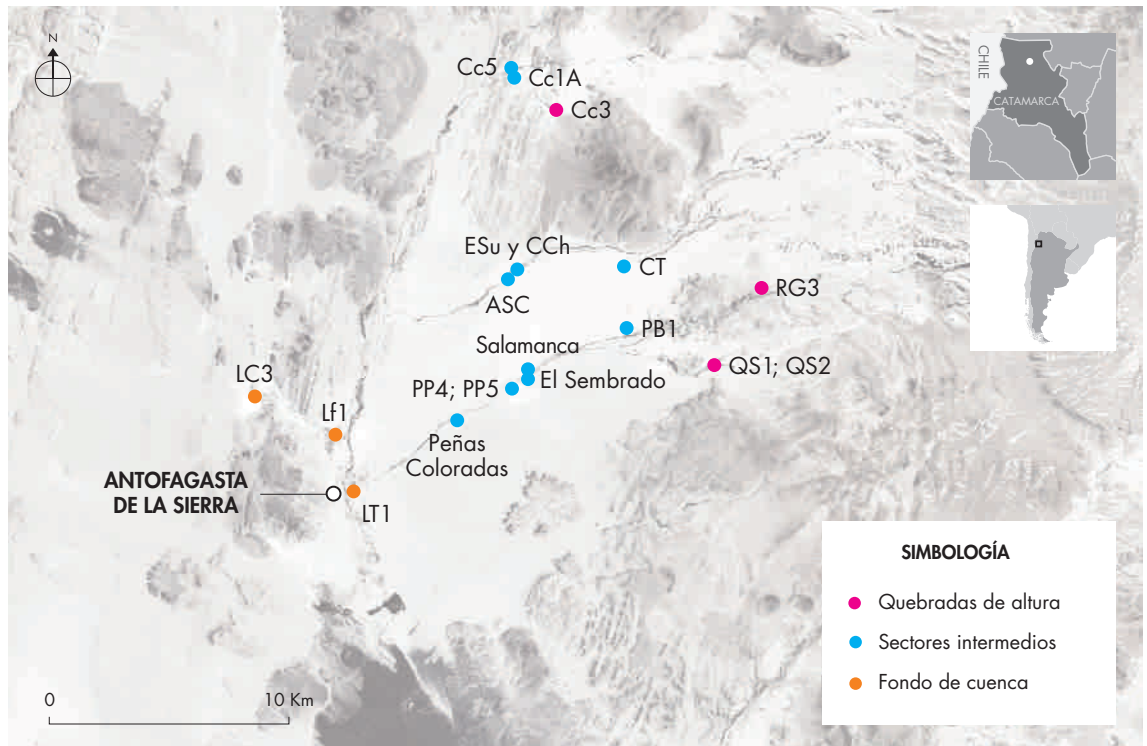 N
Cc5
Cc1A
Cc3
CHILE
CATAMARCA
ESu y CCh
ASC
CT
RG3
PB1
Salamanca
QS1; QS2
El Sembrado
PP4; PP5
LC3
Lf1
Peñas
Coloradas
ANTOFAGASTA
DE LA SIERRA
LT1
SIMBOLOGÍA
Quebradas de altura
Sectores intermedios
Fondo de cuenca
0 10 Km